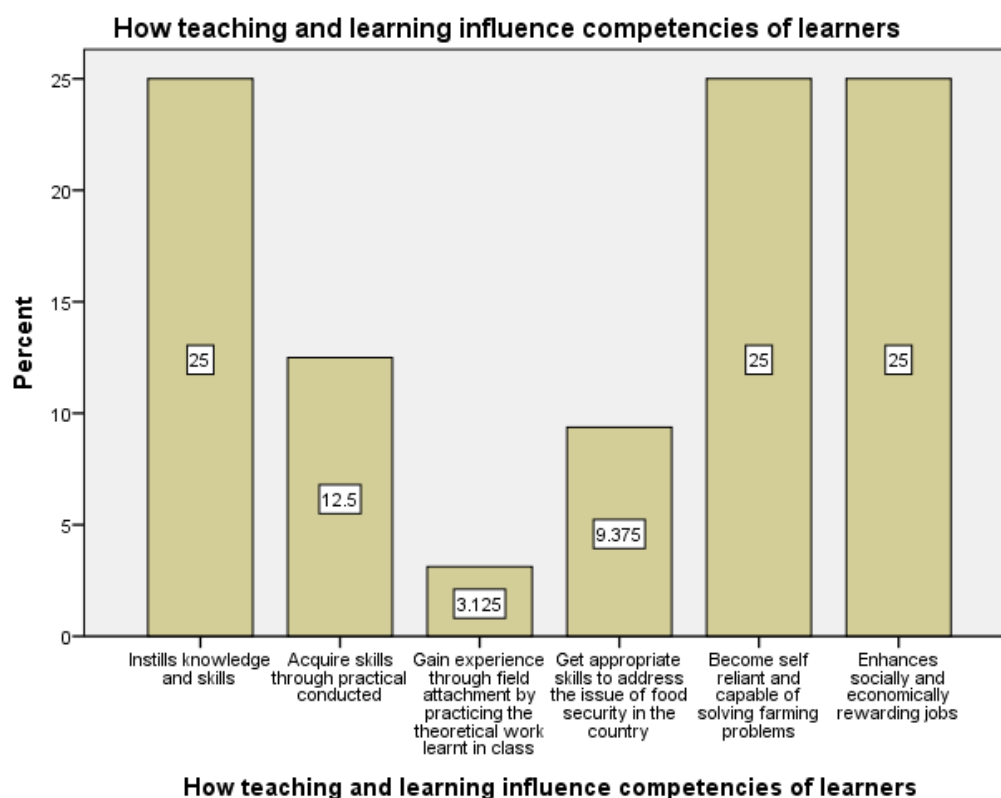 How teaching and learning influence competencies of learners
Percent
25
20
15
10
5
0
25
12.5
3.125
9.375
25
25
Instills knowledge
and skills
Acquire skills
through practical
conducted
Gain experience
through field
attachment by
practicing the
theoretical work
learnt in class
Get appropriate
skills to address
the issue of food
security in the
country
Become self
reliant and
capable of
solving farming
problems
Enhances
socially and
economically
rewarding jobs
How teaching and learning influence competencies of learners